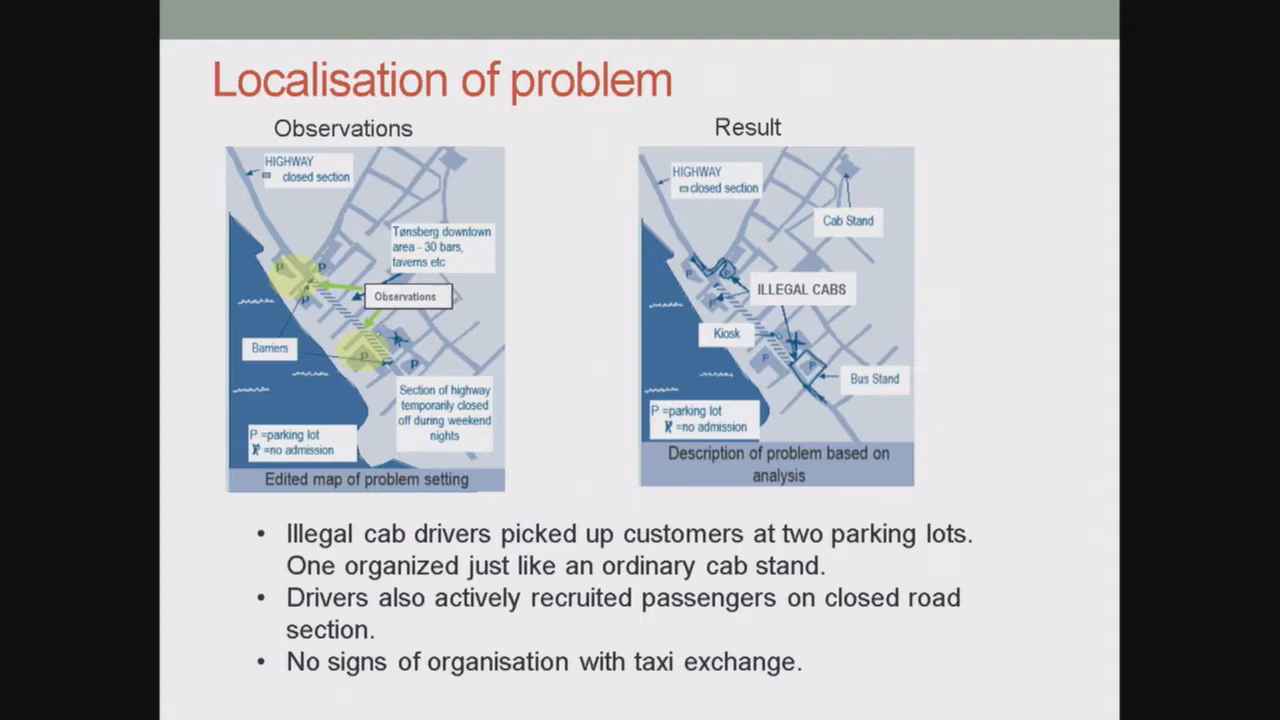 Localisation of problem
Observations
HIGHWAY
closed section
Tønsberg downtown
area - 30 bars,
taverns etc
P
P
Observations
P
Barriers
P
P
Section of highway
temporarily closed
off during weekend
nights
P =parking lot
=no admission
Edited map of problem setting
Result
HIGHWAY
closed section
Cab Stand
P
P
ILLEGAL CABS
P
Kiosk
P
P
Bus Stand
P =parking lot
=no admission
Description of problem based on
analysis
• Illegal cab drivers picked up customers at two parking lots.
One organized just like an ordinary cab stand.
• Drivers also actively recruited passengers on closed road
section.
• No signs of organisation with taxi exchange.